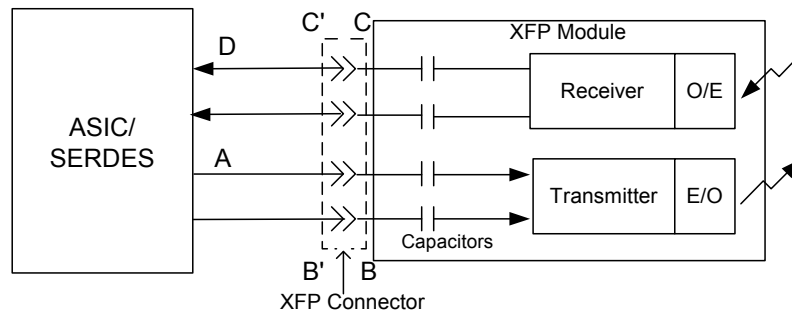 C' C
XFP Module
D
Receiver
O/E
ASIC/
SERDES
A
Transmitter
E/O
Capacitors
B' B
XFP Connector